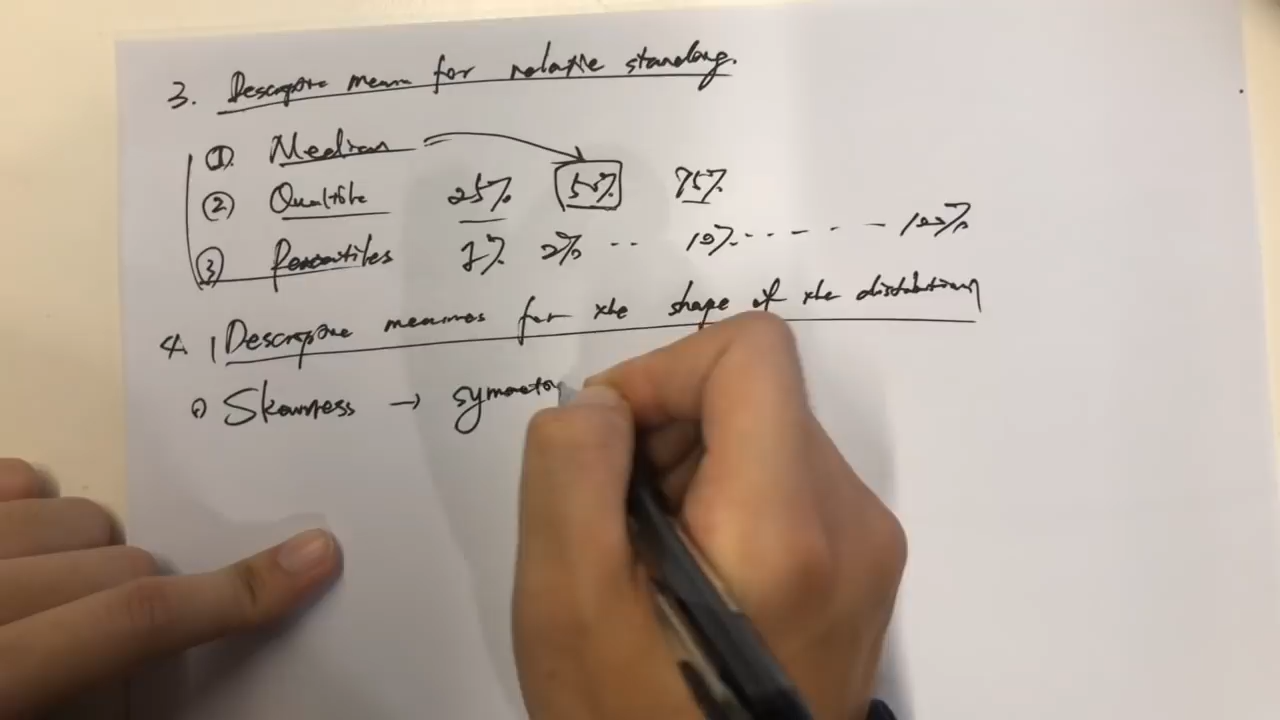 3. Descriptive measures for relative standing.
① Median
② Quartile 25% 50% 75%
③ Percentiles 1% 2% .. 10% ... - - - 100%
4. Descriptive measures for the shape of the distribution
① Skewness → symmetry